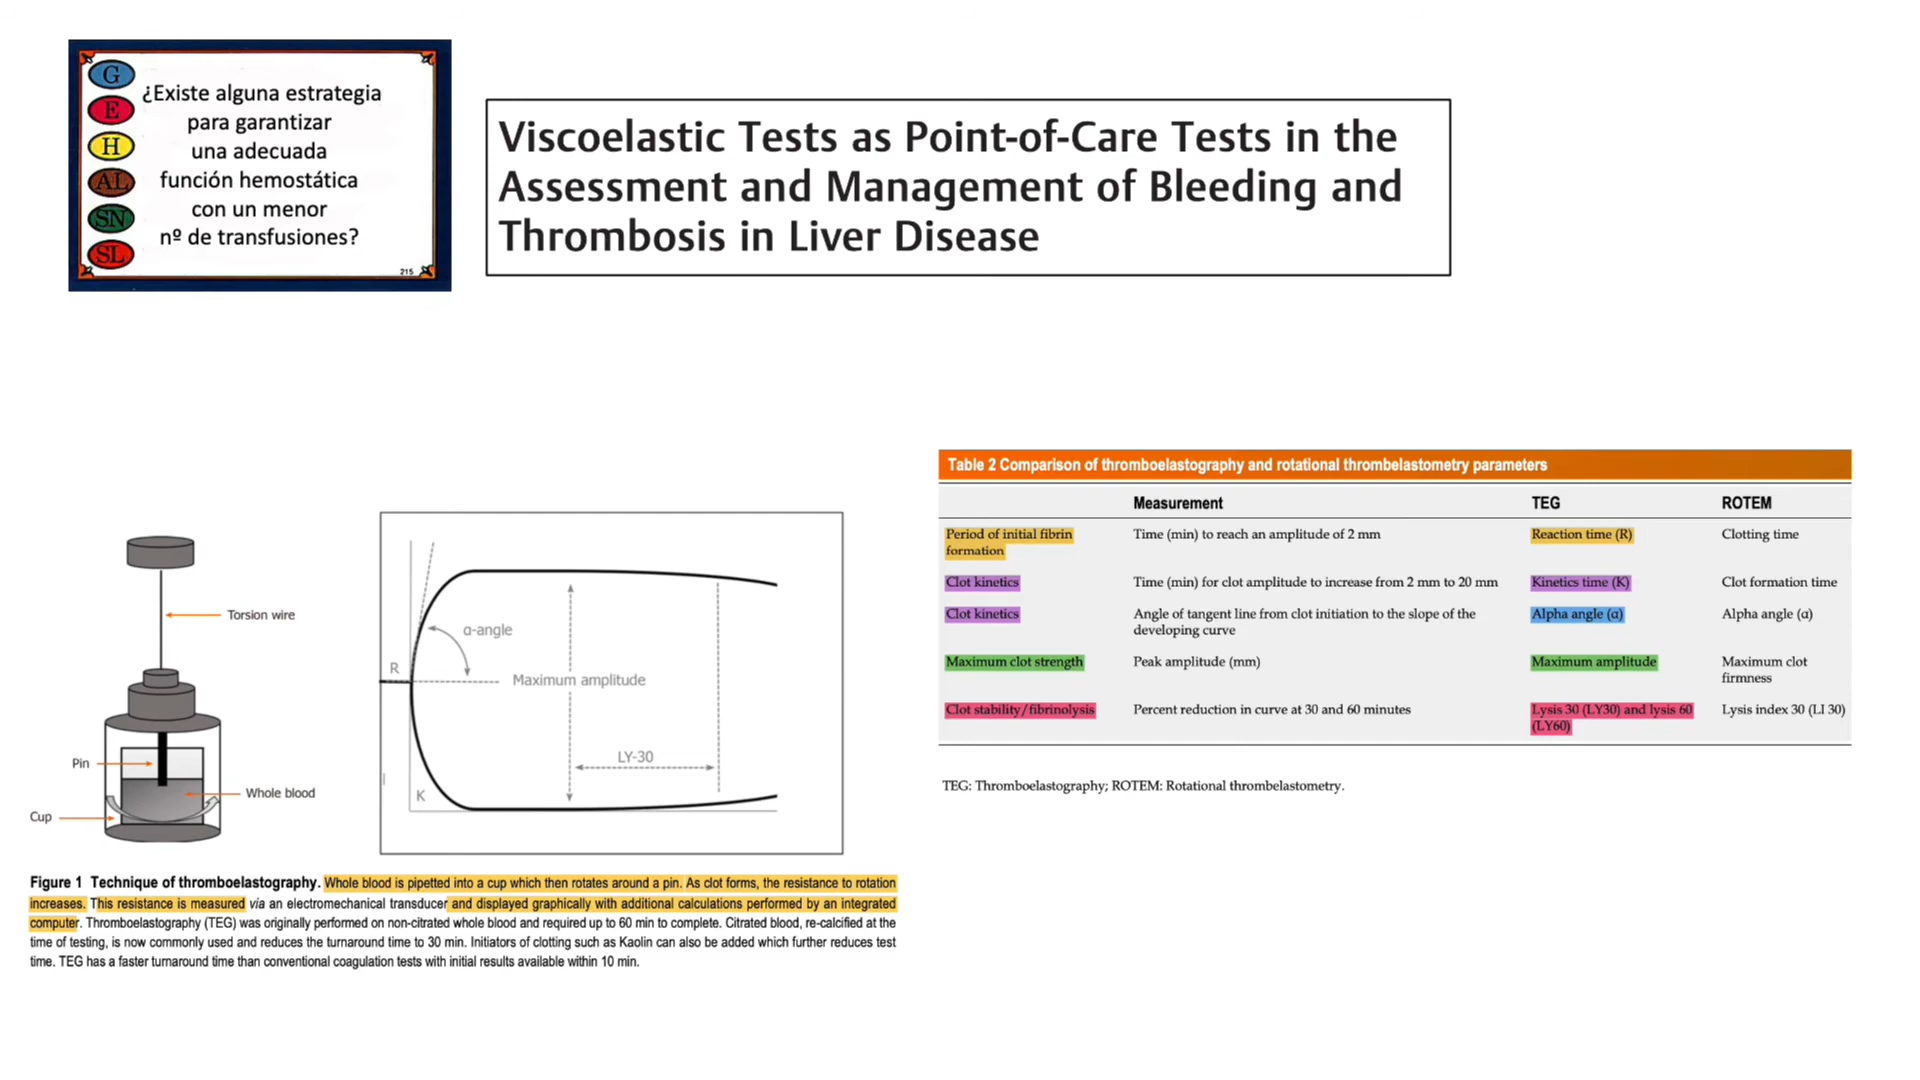 G
E
H
AL
SN
SL
¿Existe alguna estrategia
para garantizar
una adecuada
función hemostática
con un menor
nº de transfusiones?
215
Viscoelastic Tests as Point-of-Care Tests in the
Assessment and Management of Bleeding and
Thrombosis in Liver Disease
Torsion wire
Pin
Whole blood
Cup
R
α-angle
Maximum amplitude
LY-30
K
Figure 1 Technique of thromboelastography. Whole blood is pipetted into a cup which then rotates around a pin. As clot forms, the resistance to rotation
increases. This resistance is measured via an electromechanical transducer and displayed graphically with additional calculations performed by an integrated
computer. Thromboelastography (TEG) was originally performed on non-citrated whole blood and required up to 60 min to complete. Citrated blood, re-calcified at the
time of testing, is now commonly used and reduces the turnaround time to 30 min. Initiators of clotting such as Kaolin can also be added which further reduces test
time. TEG has a faster turnaround time than conventional coagulation tests with initial results available within 10 min.
Table 2 Comparison of thromboelastography and rotational thrombelastometry parameters
Measurement TEG ROTEM
Period of initial fibrin Time (min) to reach an amplitude of 2 mm Reaction time (R) Clotting time
formation
Clot kinetics Time (min) for clot amplitude to increase from 2 mm to 20 mm Kinetics time (K) Clot formation time
Clot kinetics Angle of tangent line from clot initiation to the slope of the Alpha angle (α) Alpha angle (α)
developing curve
Maximum clot strength Peak amplitude (mm) Maximum amplitude Maximum clot
firmness
Clot stability/fibrinolysis Percent reduction in curve at 30 and 60 minutes Lysis 30 (LY30) and lysis 60 Lysis index 30 (LI 30)
(LY60)
TEG: Thromboelastography; ROTEM: Rotational thrombelastometry.